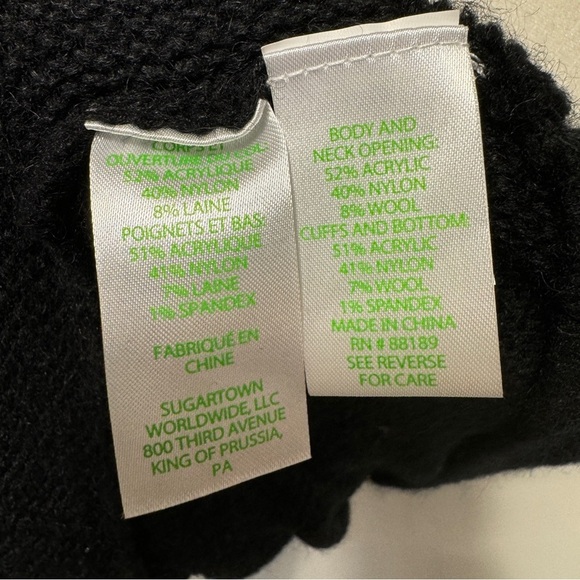 CORPS ET
OUVERTURE DU COL:
52% ACRYLIQUE
40% NYLON
8% LAINE
POIGNETS ET BAS:
51% ACRYLIQUE
41% NYLON
7% LAINE
1% SPANDEX
FABRIQUÉ EN
CHINE
SUGARTOWN
WORLDWIDE, LLC
800 THIRD AVENUE
KING OF PRUSSIA,
PA
BODY AND
NECK OPENING:
52% ACRYLIC
40% NYLON
8% WOOL
CUFFS AND BOTTOM:
51% ACRYLIC
41% NYLON
7% WOOL
1% SPANDEX
MADE IN CHINA
RN # 88189
SEE REVERSE
FOR CARE